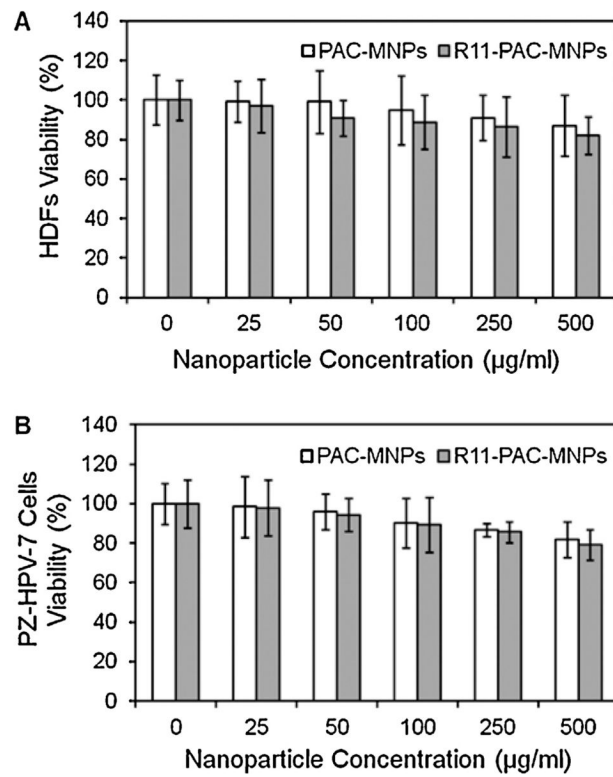 A
140
120
100
80
60
40
20
0
HDFs Viability (%)
PAC-MNPs R11-PAC-MNPs
0 25 50 100 250 500
Nanoparticle Concentration (µg/ml)
B
140
120
100
80
60
40
20
0
PZ-HPV-7 Cells
Viability (%)
PAC-MNPs R11-PAC-MNPs
0 25 50 100 250 500
Nanoparticle Concentration (µg/ml)